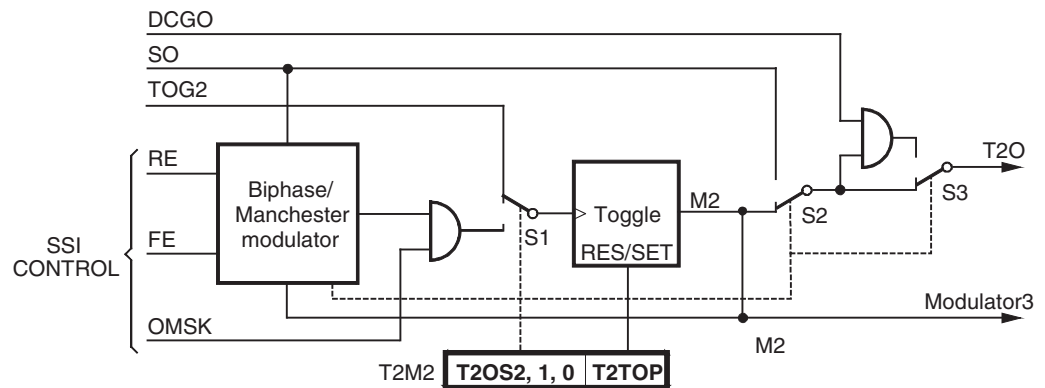 DCGO
SO
TOG2
RE
FE
SSI
CONTROL
OMSK
Biphase/
Manchester
modulator
S1
Toggle
RES/SET
M2
S2
S3
T2O
Modulator3
M2
T2M2
T2OS2, 1, 0
T2TOP